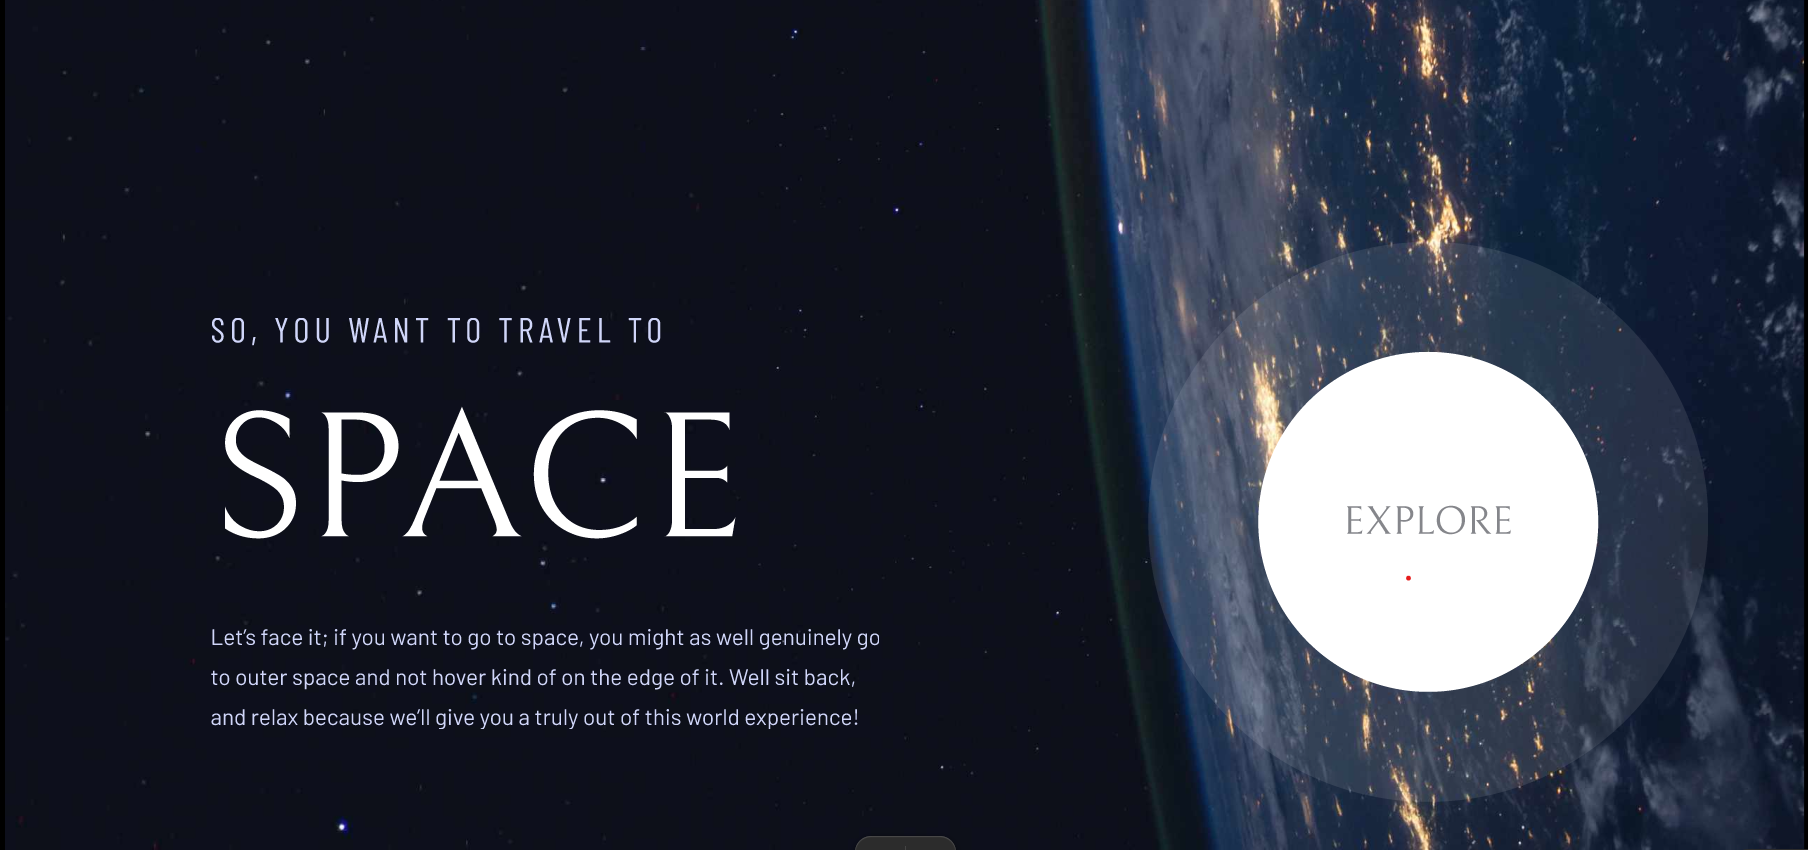 SO, YOU WANT TO TRAVEL TO
SPACE
Let's face it; if you want to go to space, you might as well genuinely go
to outer space and not hover kind of on the edge of it. Well sit back,
and relax because we'll give you a truly out of this world experience!
EXPLORE